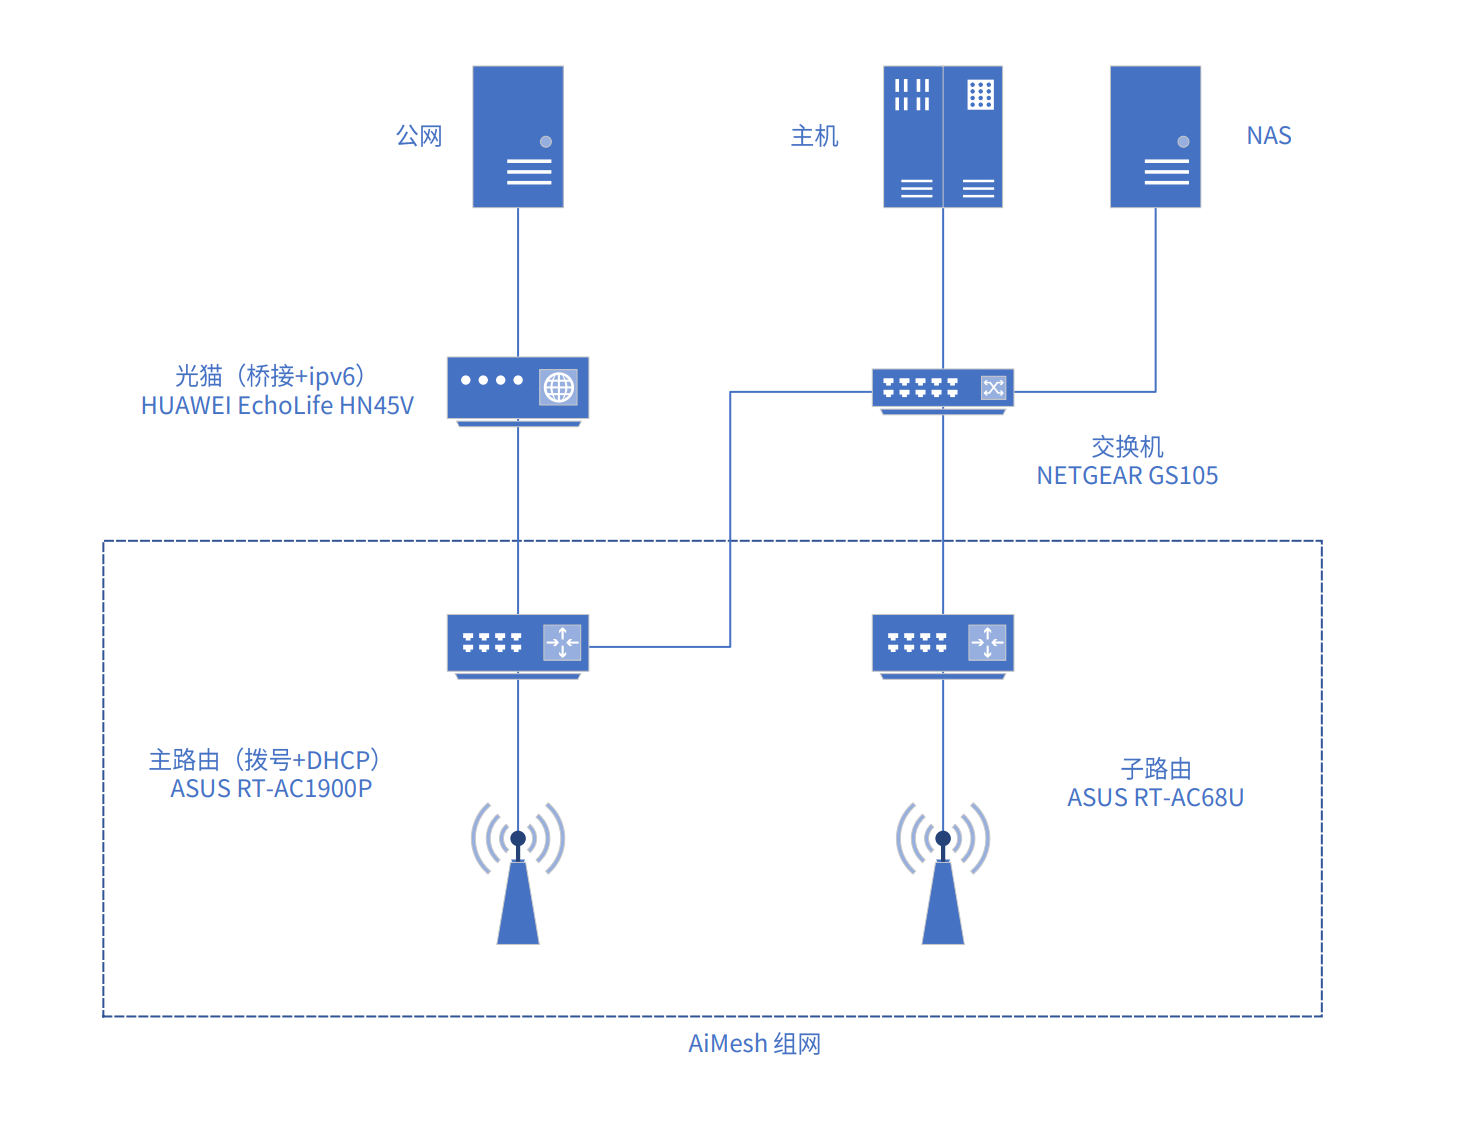 公网
主机
NAS
光猫（桥接+ipv6）
HUAWEI EchoLife HN45V
交换机
NETGEAR GS105
主路由（拨号+DHCP）
ASUS RT-AC1900P
子路由
ASUS RT-AC68U
AiMesh 组网